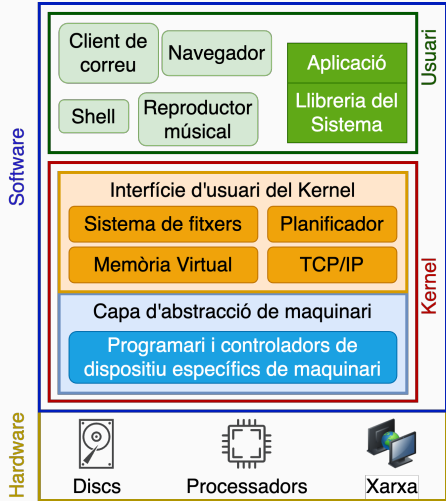 Client de
correu
Navegador
Aplicació
Shell
Reproductor
músical
Llibreria del
Sistema
Usuari
Software
Interfície d'usuari del Kernel
Sistema de fitxers
Planificador
Memòria Virtual
TCP/IP
Kernel
Capa d'abstracció de maquinari
Programari i controladors de
dispositiu específics de maquinari
Hardware
Discs
Processadors
Xarxa